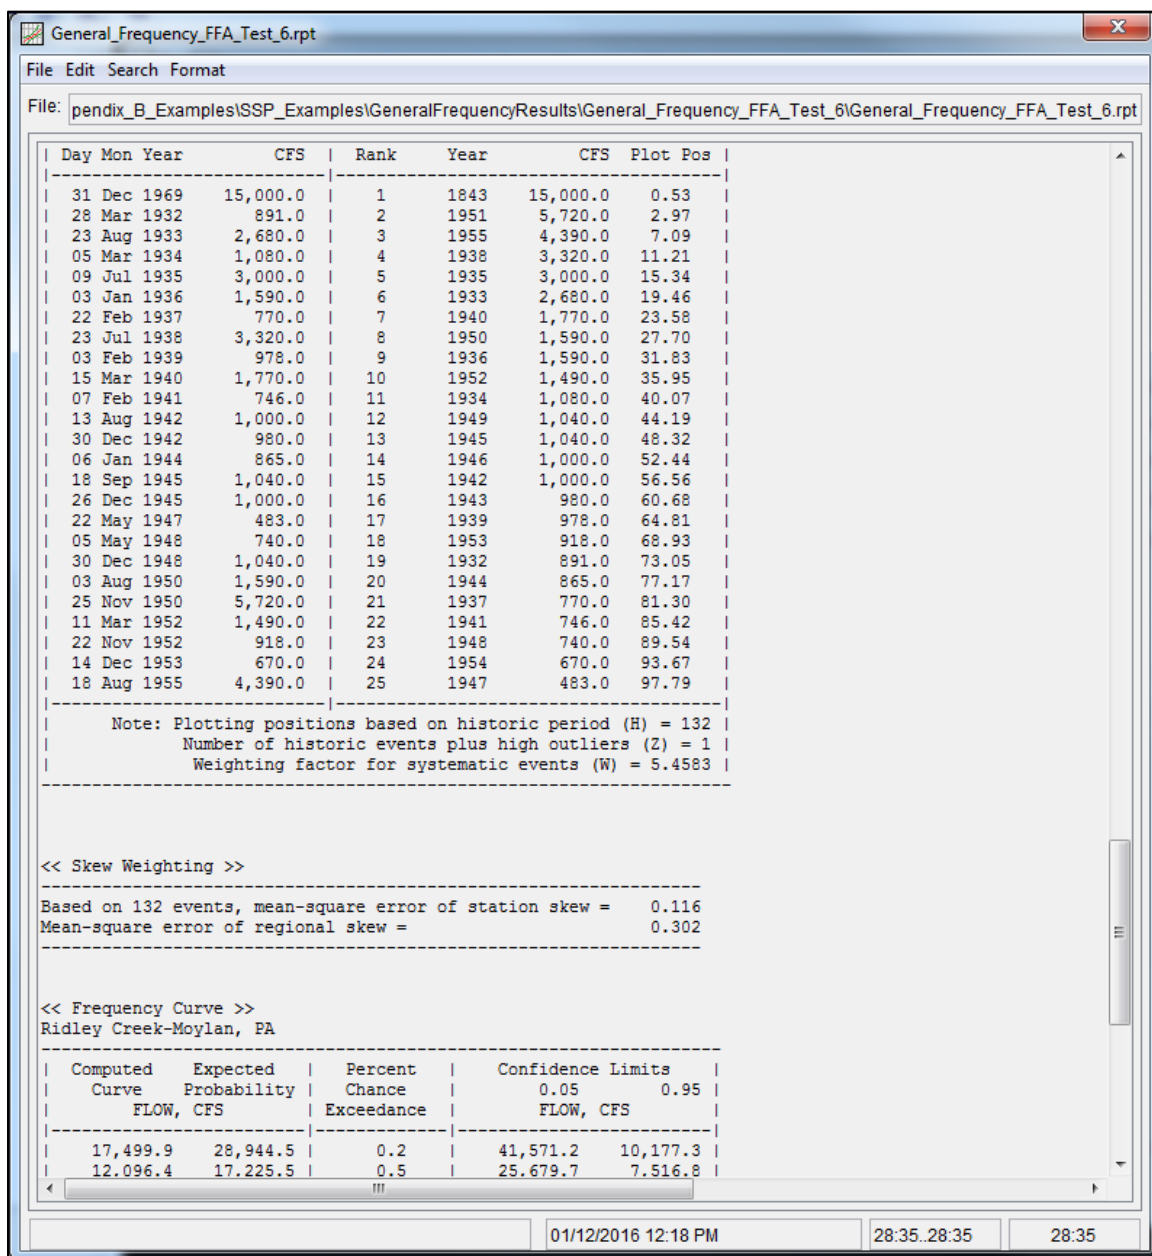 General_Frequency_FFA_Test_6.rpt
File Edit Search Format
File: pendix_B_Examples\SSP_Examples\GeneralFrequencyResults\General_Frequency_FFA_Test_6\General_Frequency_FFA_Test_6.rpt
| Day Mon Year CFS | Rank Year CFS Plot Pos |
|---------------------------|--------------------------------------|
| 31 Dec 1969 15,000.0 | 1 1843 15,000.0 0.53 |
| 28 Mar 1932 891.0 | 2 1951 5,720.0 2.97 |
| 23 Aug 1933 2,680.0 | 3 1955 4,390.0 7.09 |
| 05 Mar 1934 1,080.0 | 4 1938 3,320.0 11.21 |
| 09 Jul 1935 3,000.0 | 5 1935 3,000.0 15.34 |
| 03 Jan 1936 1,590.0 | 6 1933 2,680.0 19.46 |
| 22 Feb 1937 770.0 | 7 1940 1,770.0 23.58 |
| 23 Jul 1938 3,320.0 | 8 1950 1,590.0 27.70 |
| 03 Feb 1939 978.0 | 9 1936 1,590.0 31.83 |
| 15 Mar 1940 1,770.0 | 10 1952 1,490.0 35.95 |
| 07 Feb 1941 746.0 | 11 1934 1,080.0 40.07 |
| 13 Aug 1942 1,000.0 | 12 1949 1,040.0 44.19 |
| 30 Dec 1942 980.0 | 13 1945 1,040.0 48.32 |
| 06 Jan 1944 865.0 | 14 1946 1,000.0 52.44 |
| 18 Sep 1945 1,040.0 | 15 1942 1,000.0 56.56 |
| 26 Dec 1945 1,000.0 | 16 1943 980.0 60.68 |
| 22 May 1947 483.0 | 17 1939 978.0 64.81 |
| 05 May 1948 740.0 | 18 1953 918.0 68.93 |
| 30 Dec 1948 1,040.0 | 19 1932 891.0 73.05 |
| 03 Aug 1950 1,590.0 | 20 1944 865.0 77.17 |
| 25 Nov 1950 5,720.0 | 21 1937 770.0 81.30 |
| 11 Mar 1952 1,490.0 | 22 1941 746.0 85.42 |
| 22 Nov 1952 918.0 | 23 1948 740.0 89.54 |
| 14 Dec 1953 670.0 | 24 1954 670.0 93.67 |
| 18 Aug 1955 4,390.0 | 25 1947 483.0 97.79 |
|---------------------------|--------------------------------------|
| Note: Plotting positions based on historic period (H) = 132 |
| Number of historic events plus high outliers (Z) = 1 |
| Weighting factor for systematic events (W) = 5.4583 |
--------------------------------------------------------------------
<< Skew Weighting >>
-----------------------------------------------------------------
Based on 132 events, mean-square error of station skew = 0.116
Mean-square error of regional skew = 0.302
-----------------------------------------------------------------
<< Frequency Curve >>
Ridley Creek-Moylan, PA
-------------------------------------------------------------------
| Computed Expected | Percent | Confidence Limits |
| Curve Probability | Chance | 0.05 0.95 |
| FLOW, CFS | Exceedance | FLOW, CFS |
|-------------------------|--------------|-------------------------|
| 17,499.9 28,944.5 | 0.2 | 41,571.2 10,177.3 |
| 12,096.4 17,225.5 | 0.5 | 25,679.7 7,516.8 |
01/12/2016 12:18 PM
28:35..28:35
28:35